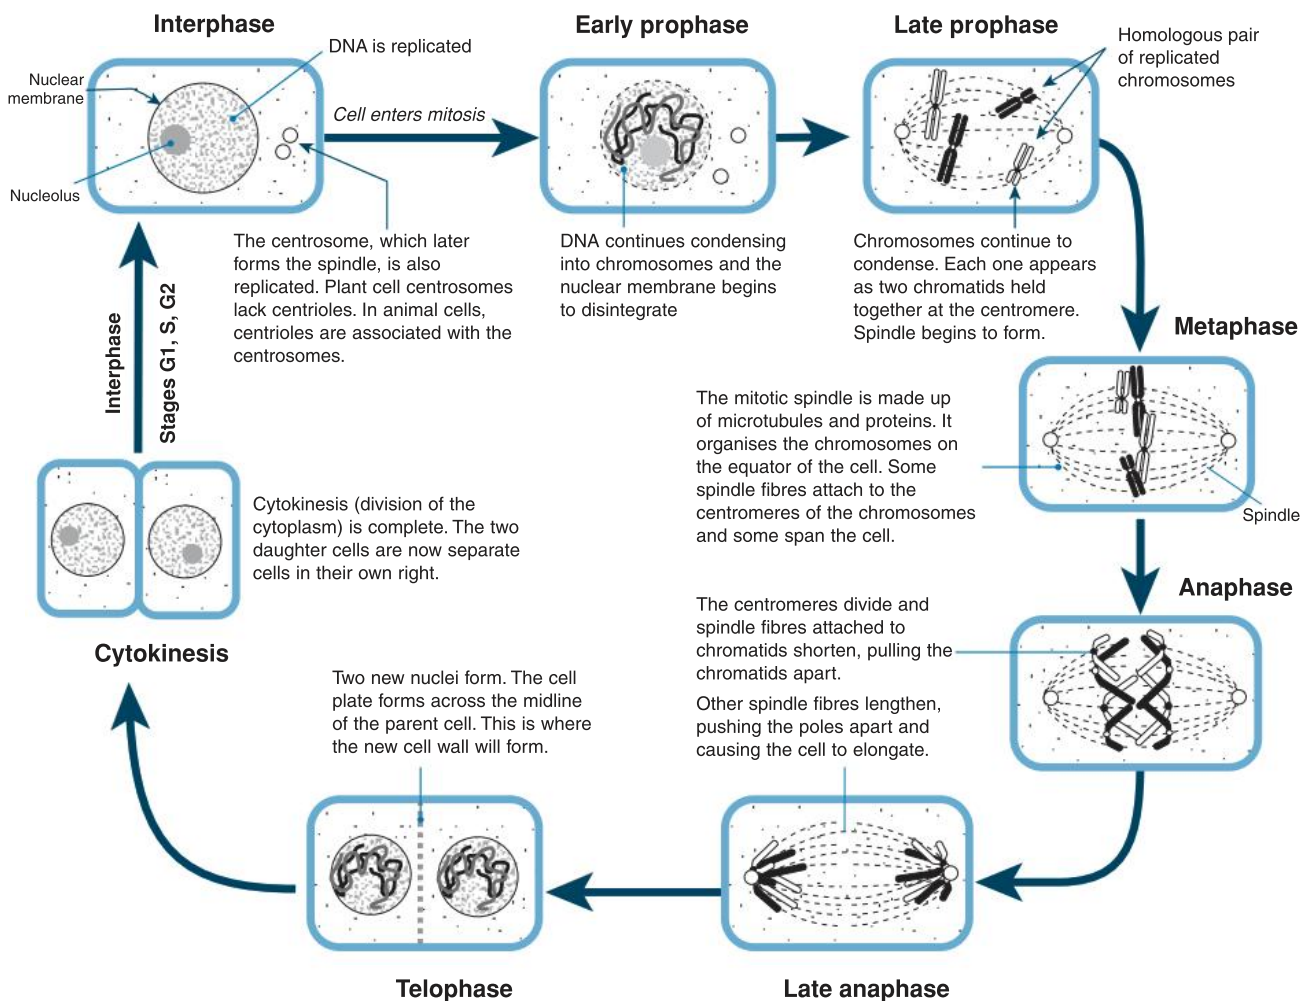 Interphase
Early prophase
Late prophase
DNA is replicated
Homologous pair
of replicated
chromosomes
Nuclear
membrane
Cell enters mitosis
Nucleolus
The centrosome, which later
forms the spindle, is also
replicated. Plant cell centrosomes
lack centrioles. In animal cells,
centrioles are associated with the
centrosomes.
DNA continues condensing
into chromosomes and the
nuclear membrane begins
to disintegrate
Chromosomes continue to
condense. Each one appears
as two chromatids held
together at the centromere.
Spindle begins to form.
Interphase
Stages G1, S, G2
Metaphase
The mitotic spindle is made up
of microtubules and proteins. It
organises the chromosomes on
the equator of the cell. Some
spindle fibres attach to the
centromeres of the chromosomes
and some span the cell.
Spindle
Cytokinesis (division of the
cytoplasm) is complete. The two
daughter cells are now separate
cells in their own right.
Anaphase
The centromeres divide and
spindle fibres attached to
chromatids shorten, pulling the
chromatids apart.
Other spindle fibres lengthen,
pushing the poles apart and
causing the cell to elongate.
Cytokinesis
Two new nuclei form. The cell
plate forms across the midline
of the parent cell. This is where
the new cell wall will form.
Telophase
Late anaphase